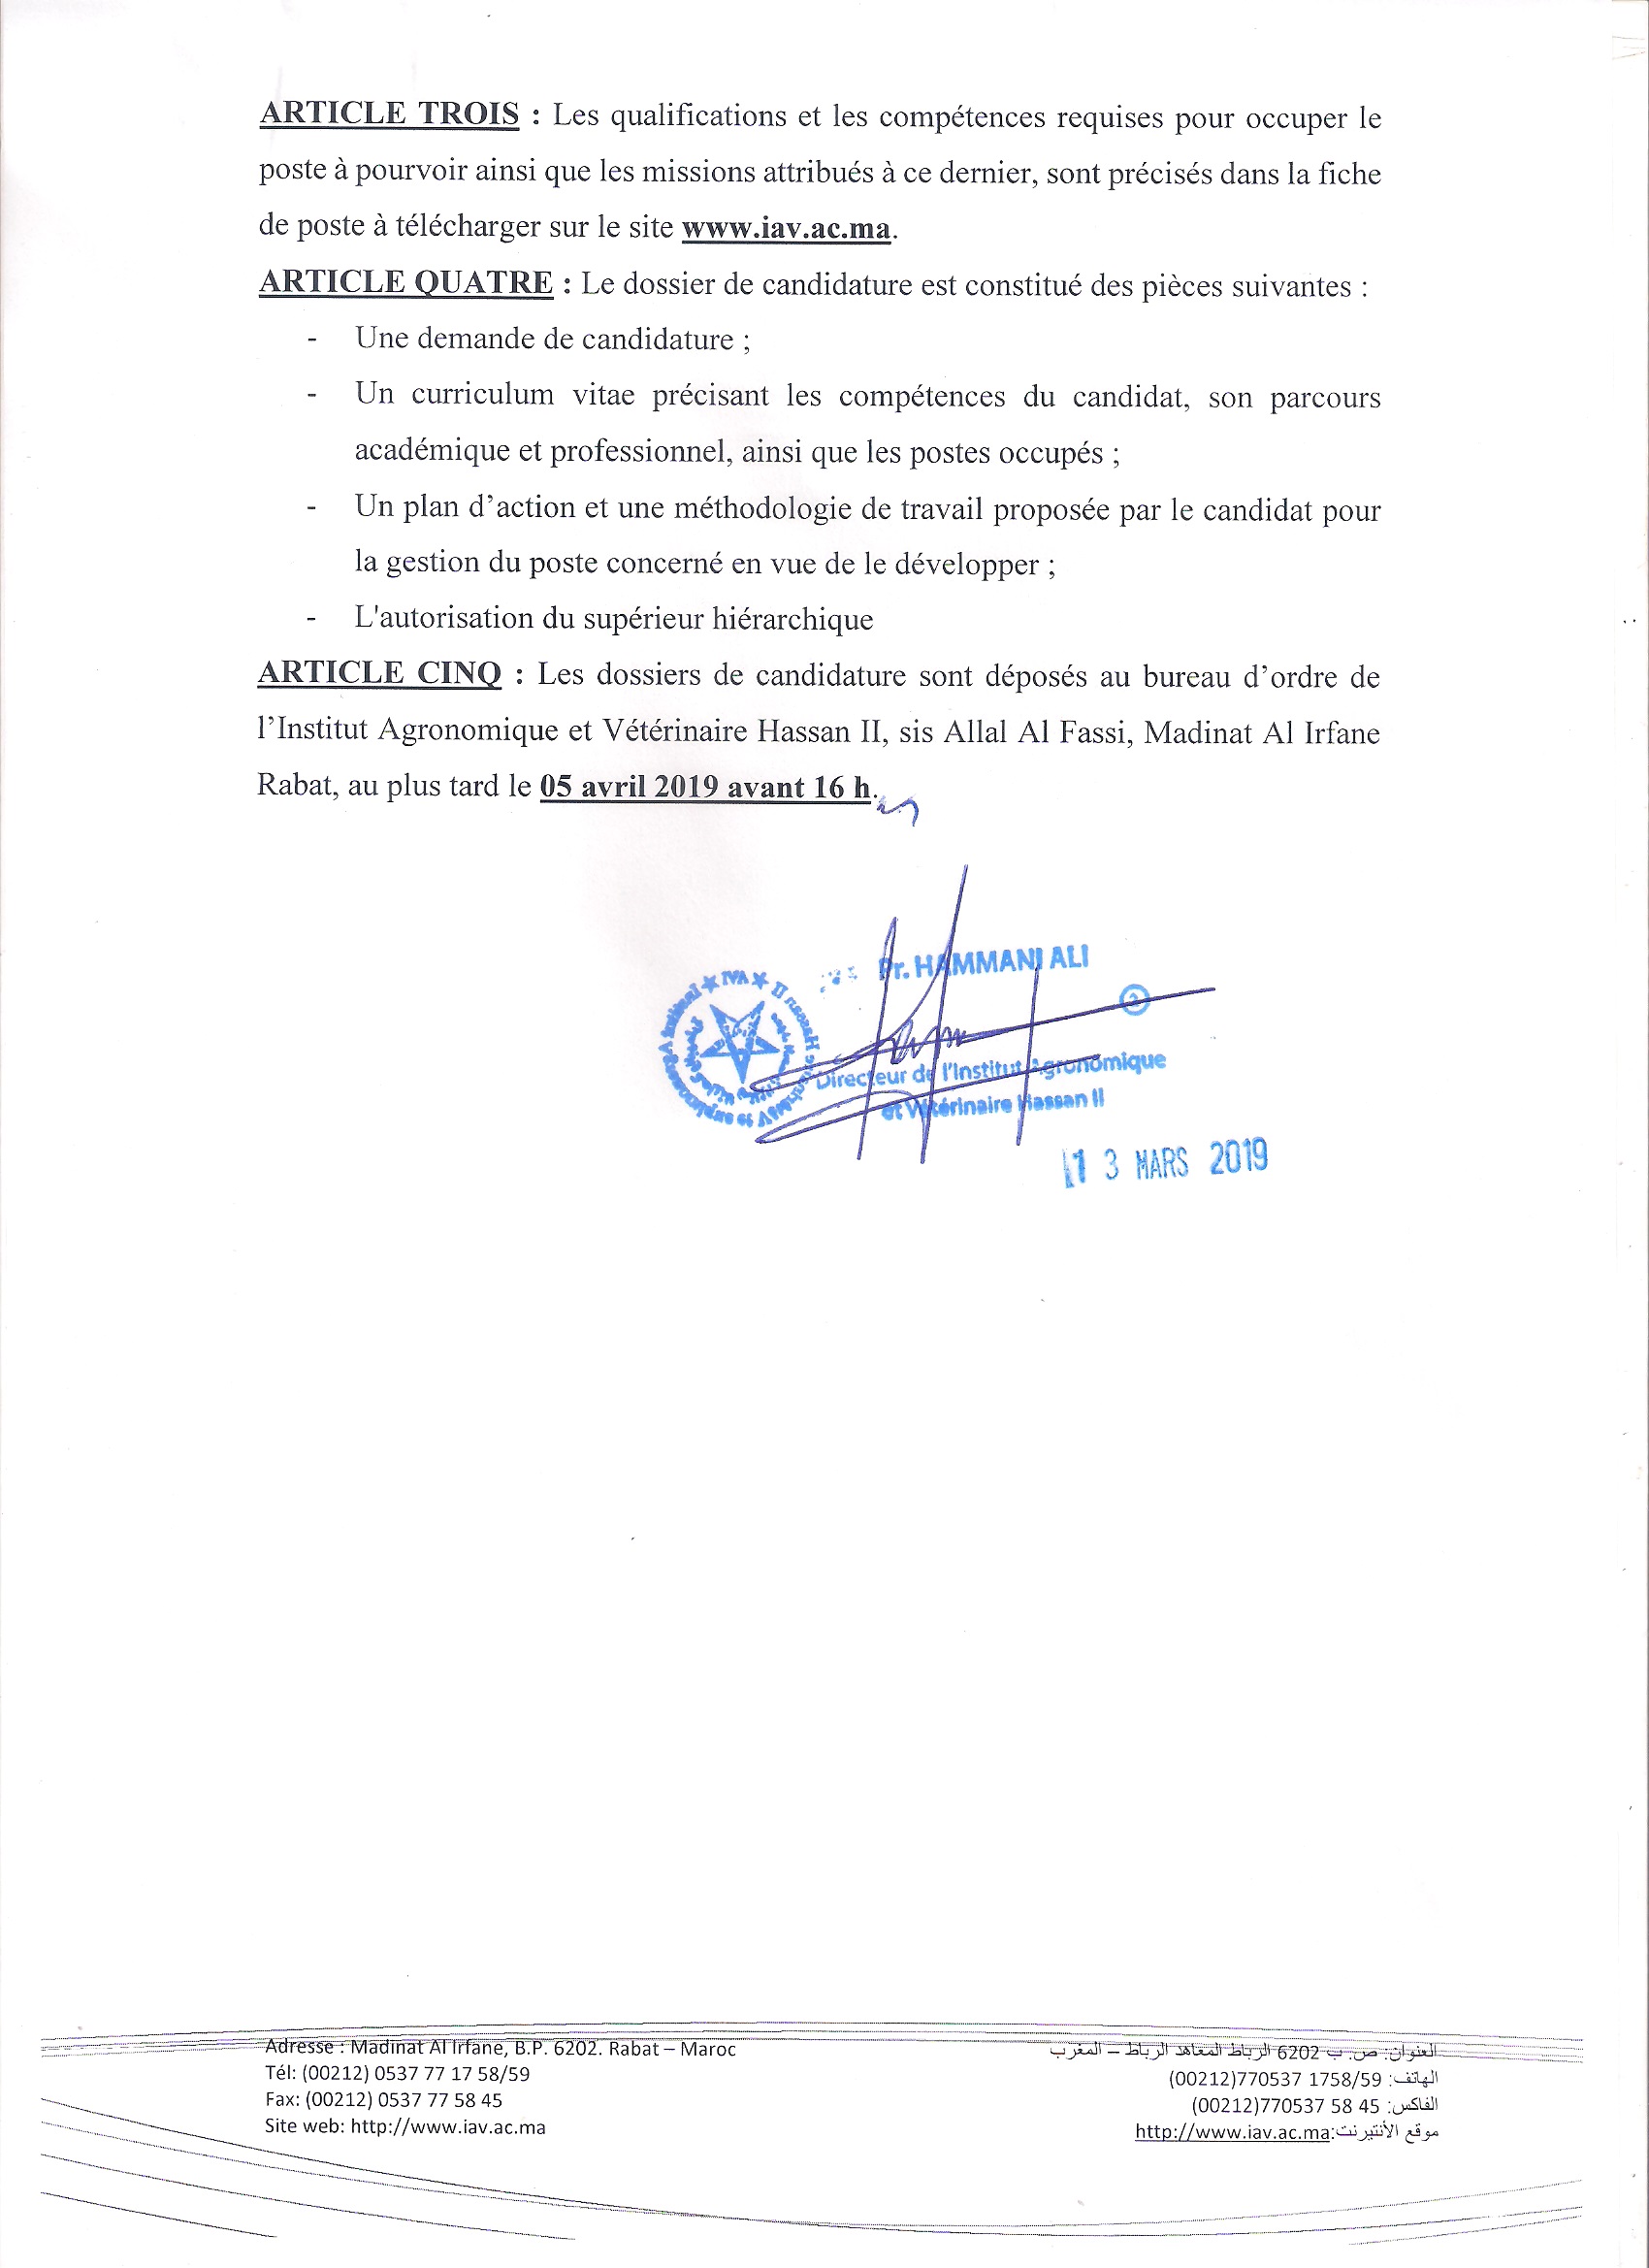 ARTICLE TROIS : Les qualifications et les compétences requises pour occuper le
poste à pourvoir ainsi que les missions attribués à ce dernier, sont précisés dans la fiche
de poste à télécharger sur le site www.iav.ac.ma.
ARTICLE QUATRE : Le dossier de candidature est constitué des pièces suivantes :
- Une demande de candidature ;
- Un curriculum vitae précisant les compétences du candidat, son parcours
académique et professionnel, ainsi que les postes occupés ;
- Un plan d’action et une méthodologie de travail proposée par le candidat pour
la gestion du poste concerné en vue de le développer ;
- L'autorisation du supérieur hiérarchique
ARTICLE CINQ : Les dossiers de candidature sont déposés au bureau d’ordre de
l’Institut Agronomique et Vétérinaire Hassan II, sis Allal Al Fassi, Madinat Al Irfane
Rabat, au plus tard le 05 avril 2019 avant 16 h.
Pr. HAMMANI ALI
Directeur de l'Institut Agronomique
et Vétérinaire Hassan II
13 MARS 2019
Adresse : Madinat Al Irfane, B.P. 6202. Rabat – Maroc
Tél: (00212) 0537 77 17 58/59
Fax: (00212) 0537 77 58 45
Site web: http://www.iav.ac.ma
العنوان: ص. ب 6202 الرباط المعاهد الرباط – المغرب
الهاتف: 1758/59 770537(00212)
الفاكس: 45 58 770537(00212)
موقع الأنتيرنت:http://www.iav.ac.ma